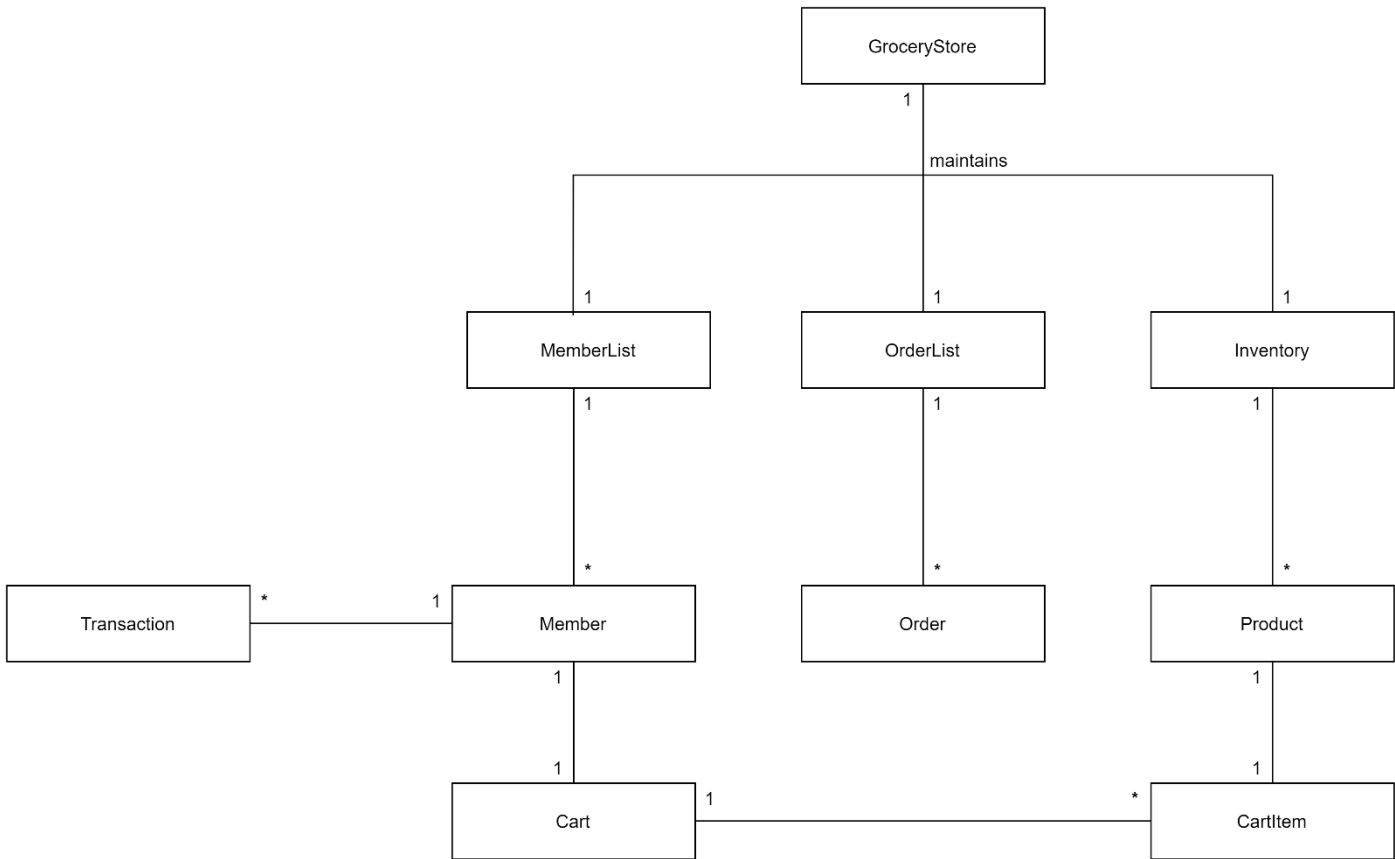 GroceryStore
1
maintains
1
1
1
MemberList
OrderList
Inventory
1
1
1
*
*
*
Transaction
*
1
Member
Order
Product
1
1
1
1
Cart
1
*
CartItem